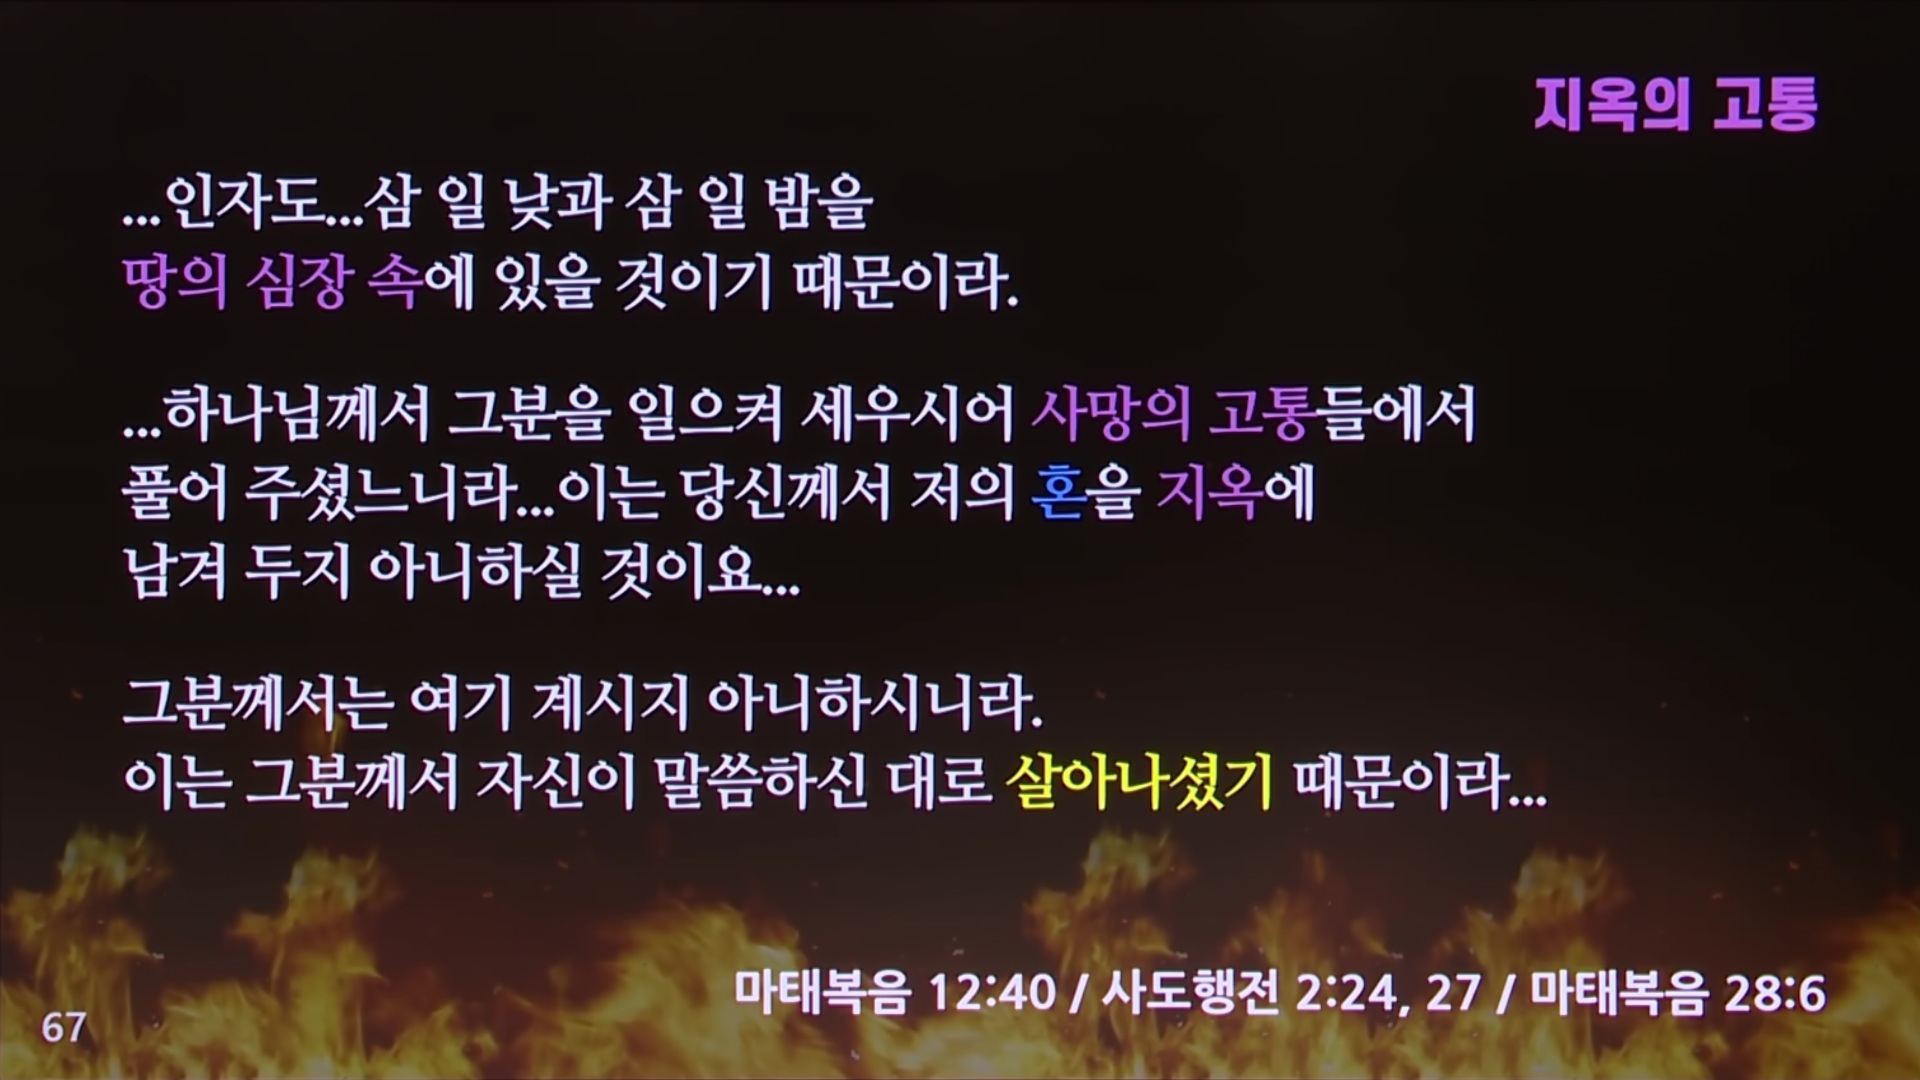 지옥의 고통
...인자도...삼 일 낮과 삼 일 밤을
땅의 심장 속에 있을 것이기 때문이라.
...하나님께서 그분을 일으켜 세우시어 사망의 고통들에서
풀어 주셨느니라...이는 당신께서 저의 혼을 지옥에
남겨 두지 아니하실 것이요...
그분께서는 여기 계시지 아니하시니라.
이는 그분께서 자신이 말씀하신 대로 살아나셨기 때문이라...
마태복음 12:40 / 사도행전 2:24, 27 / 마태복음 28:6
67